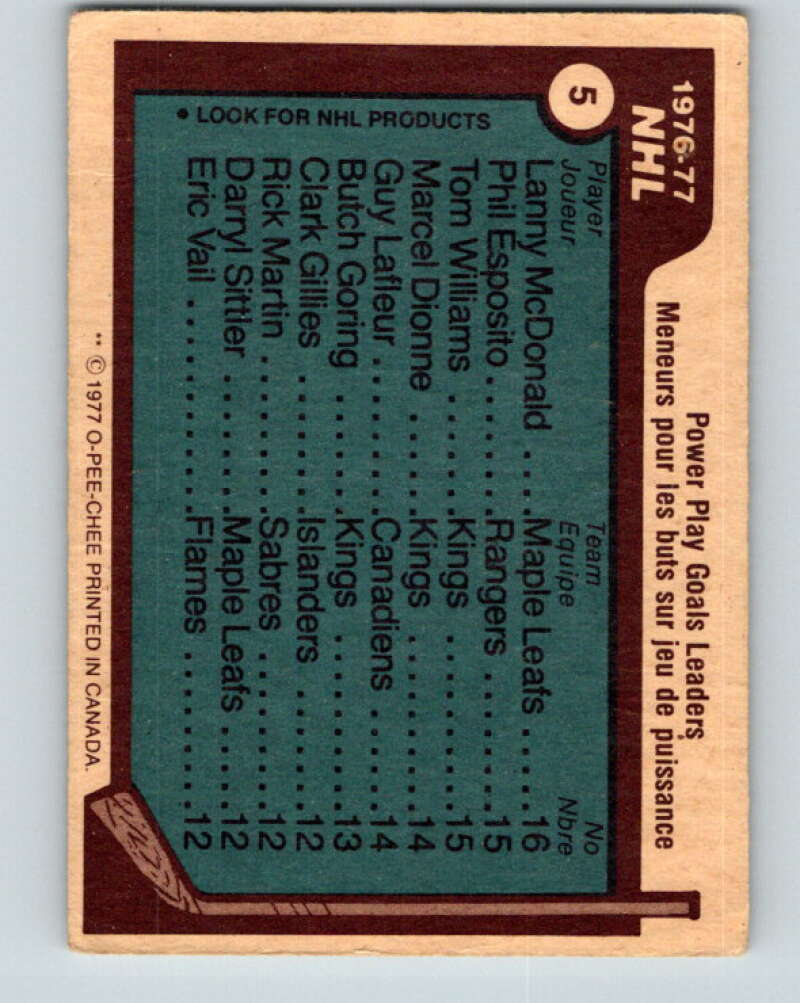 1976-77
NHL
Power Play Goals Leaders
Meneurs pour les buts sur jeu de puissance
5
Player Team No
Joueur Equipe Nbre
Lanny McDonald .... Maple Leafs ..... 16
Phil Esposito ....... Rangers ....... 15
Tom Williams ...... Kings ......... 15
Marcel Dionne ..... Kings ......... 14
Guy Lafleur ........ Canadiens ..... 14
Butch Goring ....... Kings ......... 13
Clark Gillies ........ Islanders ...... 12
Rick Martin ......... Sabres ........ 12
Darryl Sittler ....... Maple Leafs ..... 12
Eric Vail ........... Flames ........ 12
• LOOK FOR NHL PRODUCTS
** © 1977 O-PEE-CHEE PRINTED IN CANADA.